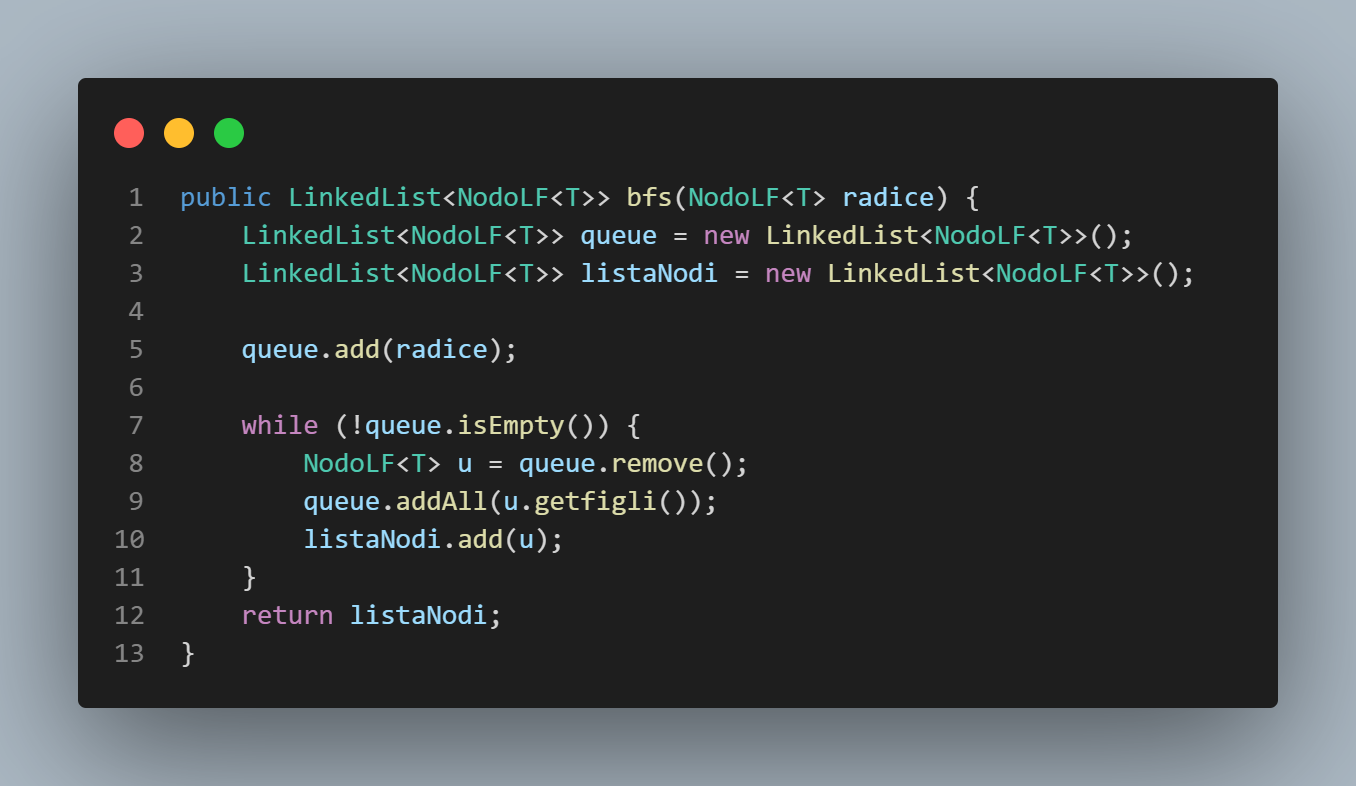 1 public LinkedList<NodoLF<T>> bfs(NodoLF<T> radice) {
2     LinkedList<NodoLF<T>> queue = new LinkedList<NodoLF<T>>();
3     LinkedList<NodoLF<T>> listaNodi = new LinkedList<NodoLF<T>>();
4
5     queue.add(radice);
6
7     while (!queue.isEmpty()) {
8         NodoLF<T> u = queue.remove();
9         queue.addAll(u.getfigli());
10         listaNodi.add(u);
11     }
12     return listaNodi;
13 }